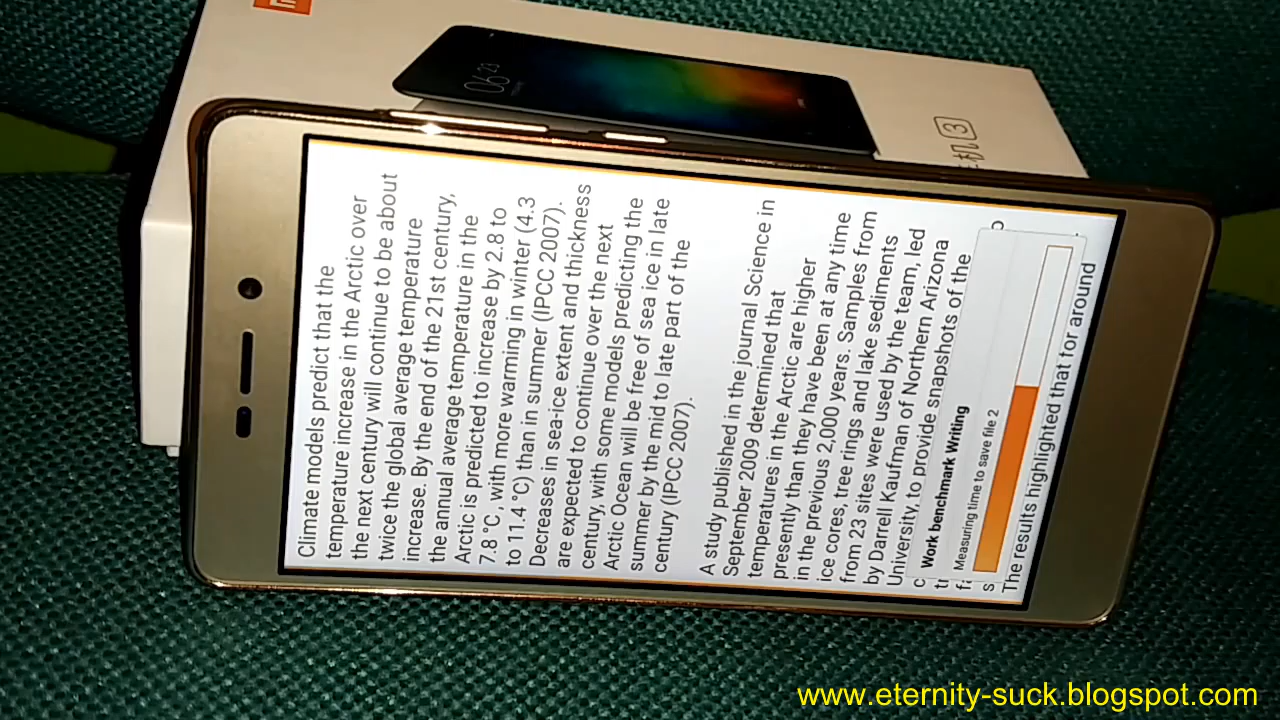 06:23
机 3
Climate models predict that the
temperature increase in the Arctic over
the next century will continue to be about
twice the global average temperature
increase. By the end of the 21st century,
the annual average temperature in the
Arctic is predicted to increase by 2.8 to
7.8 °C, with more warming in winter (4.3
to 11.4 °C) than in summer (IPCC 2007).
Decreases in sea-ice extent and thickness
are expected to continue over the next
century, with some models predicting the
Arctic Ocean will be free of sea ice in late
summer by the mid to late part of the
century (IPCC 2007).
A study published in the journal Science in
September 2009 determined that
temperatures in the Arctic are higher
presently than they have been at any time
in the previous 2,000 years. Samples from
ice cores, tree rings and lake sediments
from 23 sites were used by the team, led
by Darrell Kaufman of Northern Arizona
University, to provide snapshots of the
Work benchmark Writing
Measuring time to save file 2
The results highlighted that for around
www.eternity-suck.blogspot.com